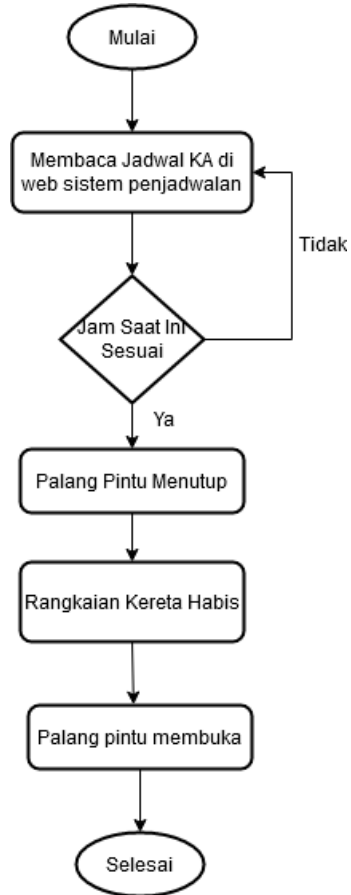 Mulai
Membaca Jadwal KA di
web sistem penjadwalan
Tidak
Jam Saat Ini
Sesuai
Ya
Palang Pintu Menutup
Rangkaian Kereta Habis
Palang pintu membuka
Selesai